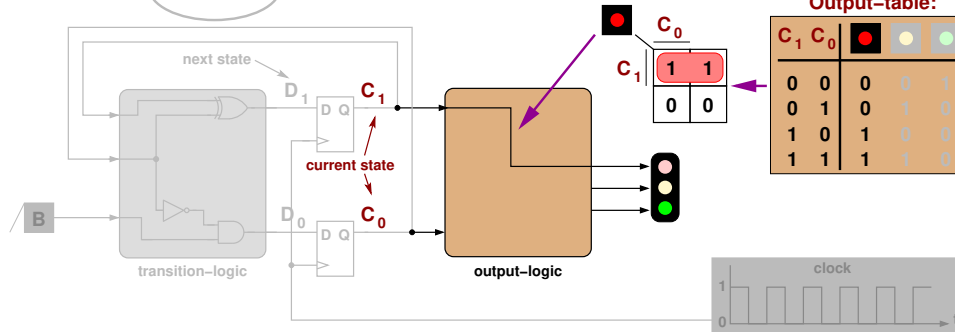 Output-table:
C0
C1 C0
C1 1 1
0 0
0 0 0 0 1
0 1 0 1 0
1 0 1 0 0
1 1 1 1 0
next state
D1
C1
D Q
current state
D0
C0
D Q
B
transition-logic
output-logic
clock
1
0